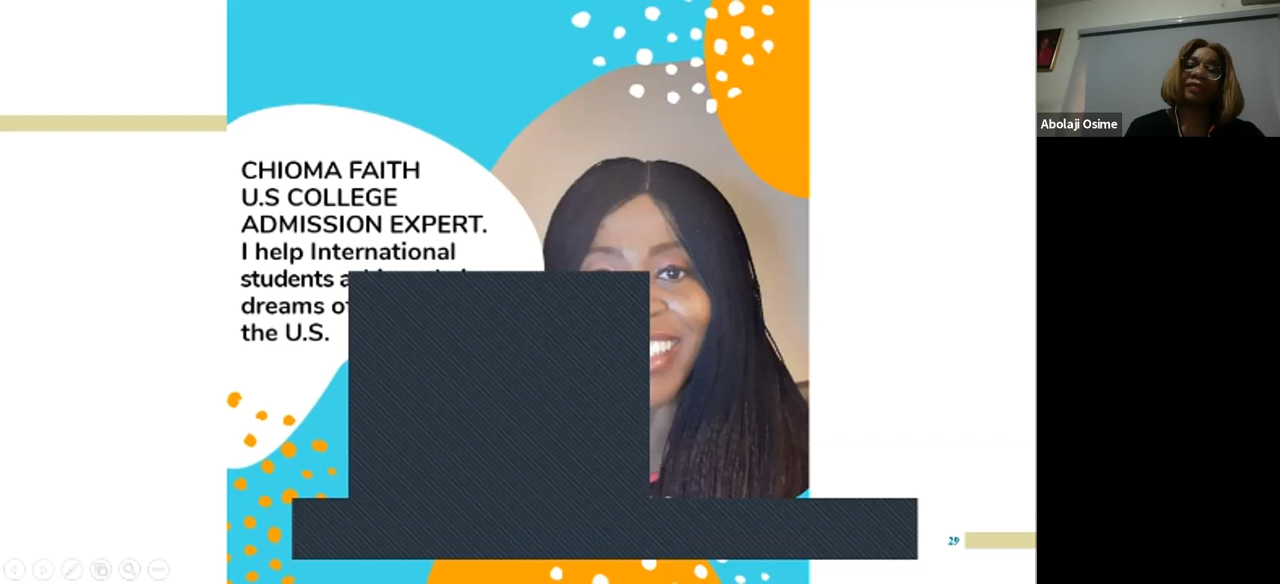 CHIOMA FAITH
U.S COLLEGE
ADMISSION EXPERT.
I help International
students
dreams
the U.S.
29
Abolaji Osime